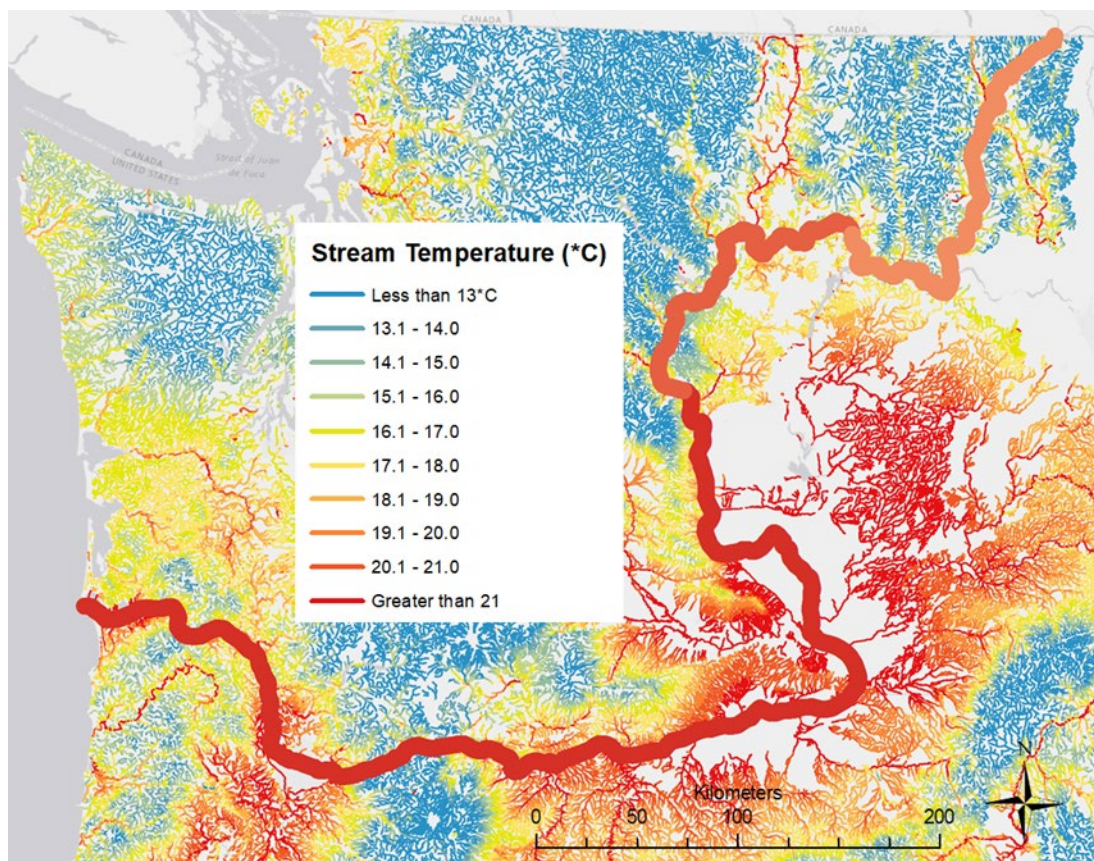 CANADA
CANADA
STAT
CANADA
CANADA
UNITED STATES
Strait of Juan
de Fuca
Stream Temperature (*C)
Less than 13*C
13.1 - 14.0
14.1 - 15.0
15.1 - 16.0
16.1 - 17.0
17.1 - 18.0
18.1 - 19.0
19.1 - 20.0
20.1 - 21.0
Greater than 21
N
Kilometers
0 50 100 200